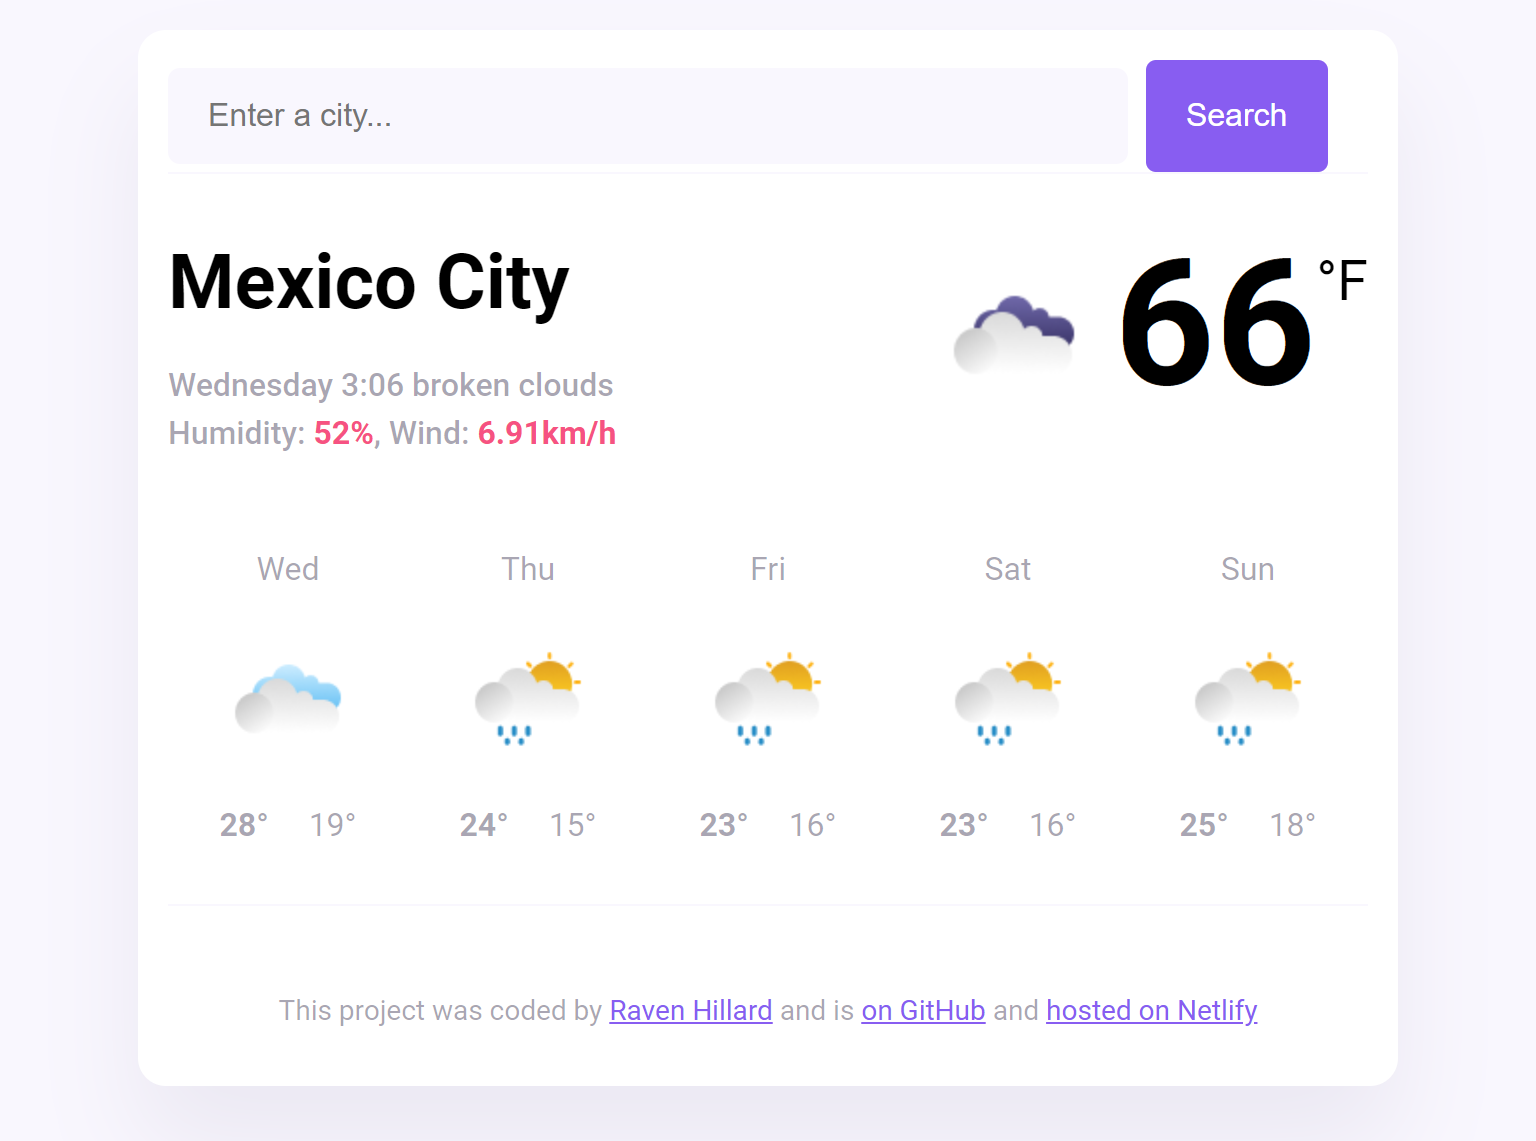 Enter a city...
Search
Mexico City
66 °F
Wednesday 3:06 broken clouds
Humidity: 52%, Wind: 6.91km/h
Wed Thu Fri Sat Sun
28° 19° 24° 15° 23° 16° 23° 16° 25° 18°
This project was coded by Raven Hillard and is on GitHub and hosted on Netlify